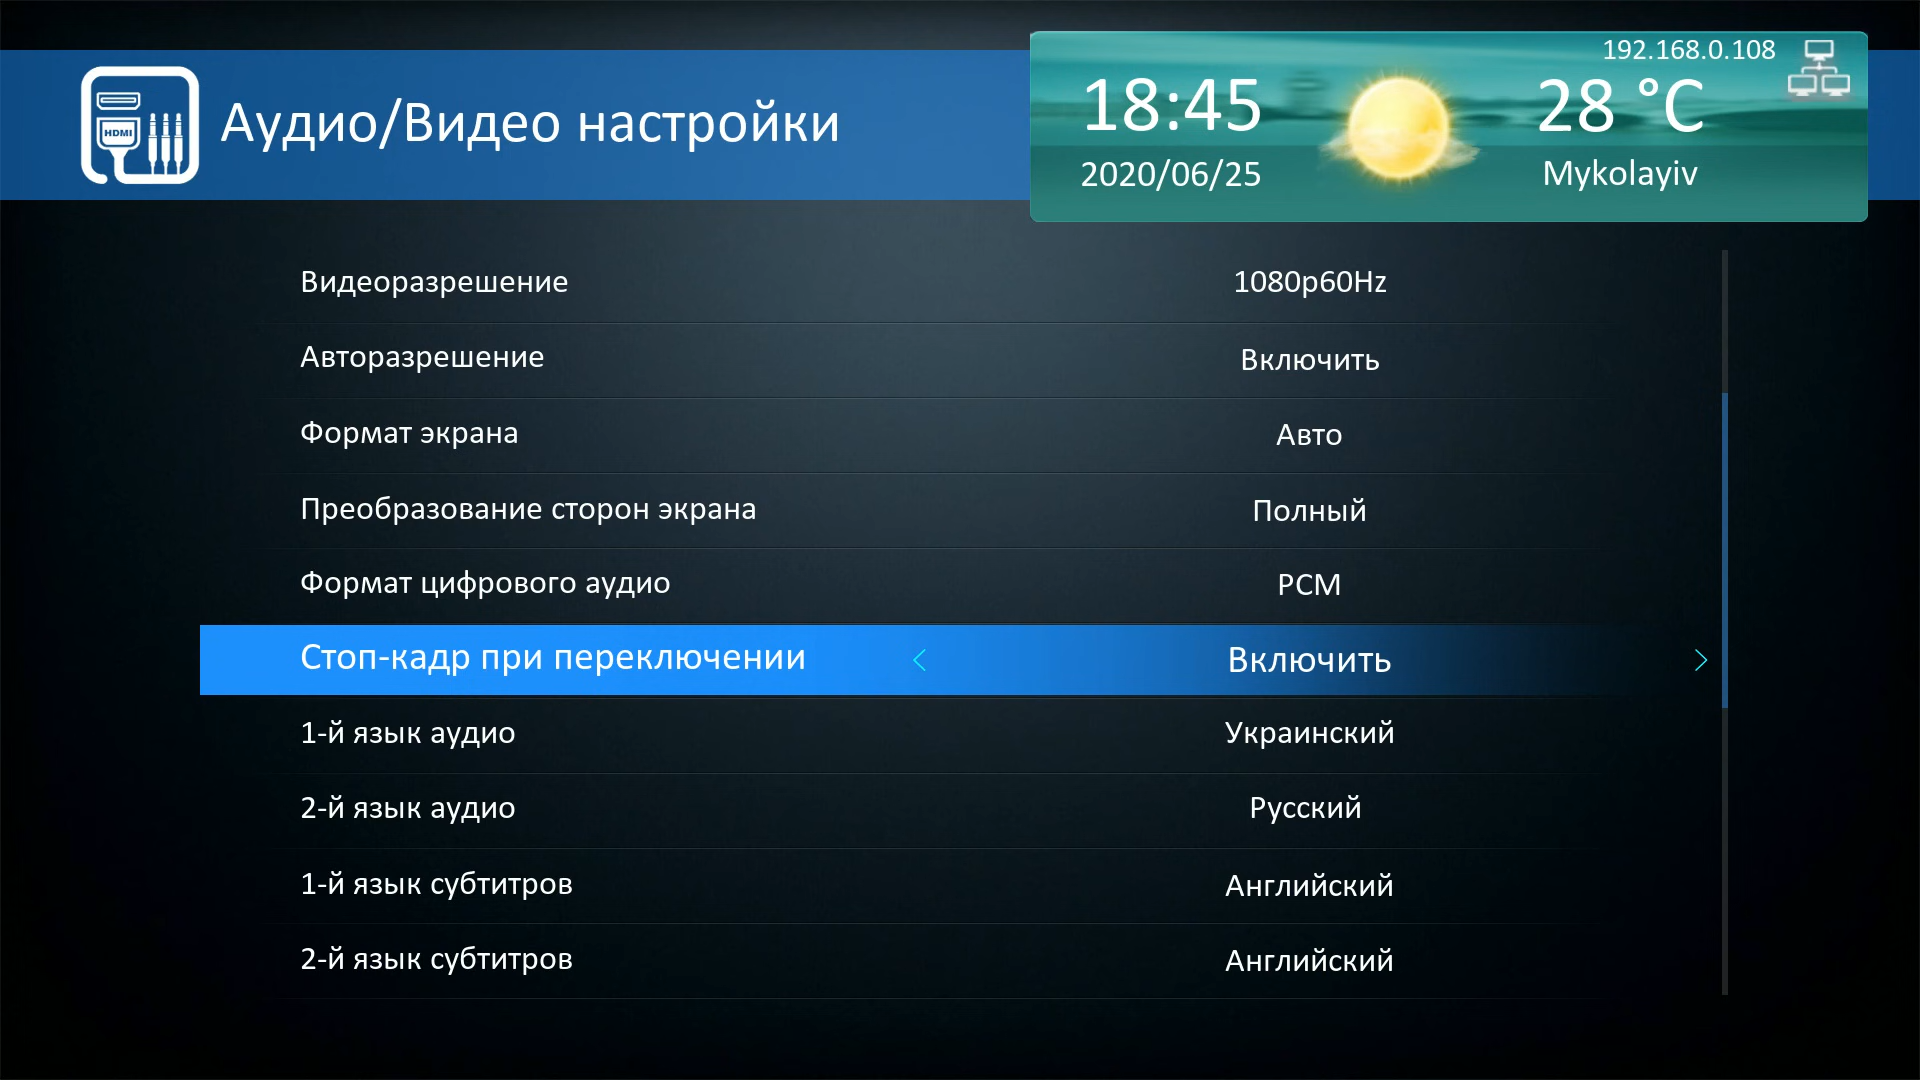 HDMI
Аудио/Видео настройки
192.168.0.108
18:45
28 °C
2020/06/25
Mykolayiv
Видеоразрешение 1080p60Hz
Авторазрешение Включить
Формат экрана Авто
Преобразование сторон экрана Полный
Формат цифрового аудио PCM
Стоп-кадр при переключении Включить
1-й язык аудио Украинский
2-й язык аудио Русский
1-й язык субтитров Английский
2-й язык субтитров Английский